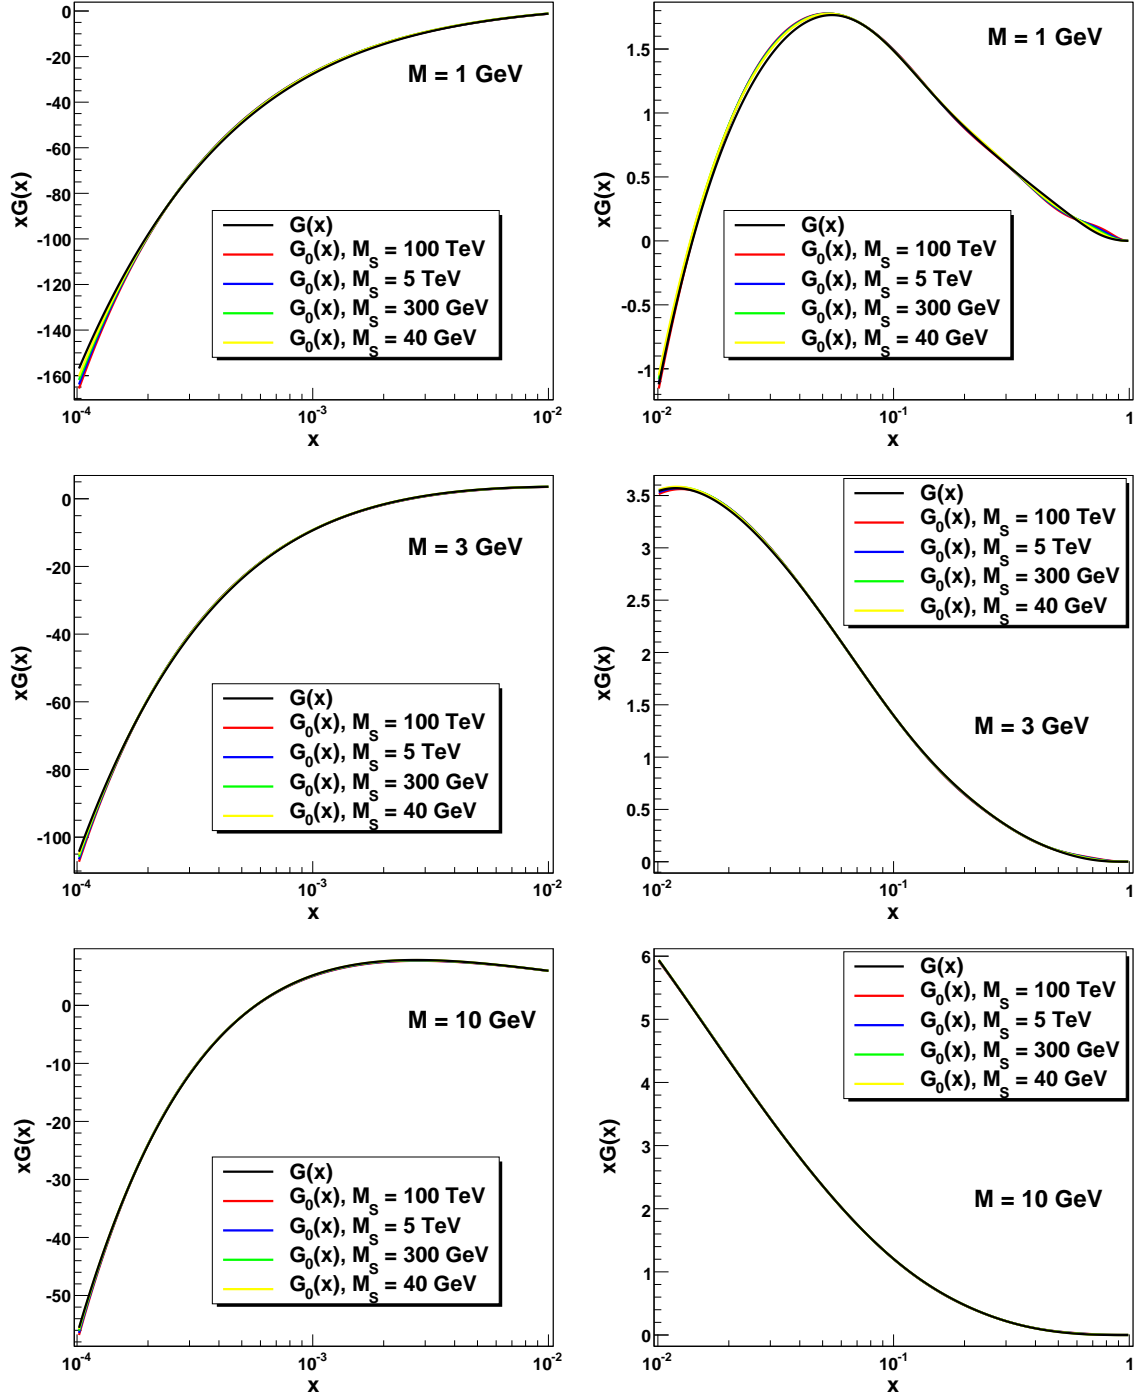 0
-20
-40
-60
-80
-100
-120
-140
-160
xG(x)
M = 1 GeV
G(x)
G0(x), MS = 100 TeV
G0(x), MS = 5 TeV
G0(x), MS = 300 GeV
G0(x), MS = 40 GeV
10-4
10-3
10-2
x
1.5
1
0.5
0
-0.5
-1
xG(x)
M = 1 GeV
G(x)
G0(x), MS = 100 TeV
G0(x), MS = 5 TeV
G0(x), MS = 300 GeV
G0(x), MS = 40 GeV
10-2
10-1
1
x
0
-20
-40
-60
-80
-100
xG(x)
M = 3 GeV
G(x)
G0(x), MS = 100 TeV
G0(x), MS = 5 TeV
G0(x), MS = 300 GeV
G0(x), MS = 40 GeV
10-4
10-3
10-2
x
3.5
3
2.5
2
1.5
1
0.5
0
xG(x)
G(x)
G0(x), MS = 100 TeV
G0(x), MS = 5 TeV
G0(x), MS = 300 GeV
G0(x), MS = 40 GeV
M = 3 GeV
10-2
10-1
1
x
0
-10
-20
-30
-40
-50
xG(x)
M = 10 GeV
G(x)
G0(x), MS = 100 TeV
G0(x), MS = 5 TeV
G0(x), MS = 300 GeV
G0(x), MS = 40 GeV
10-4
10-3
10-2
x
6
5
4
3
2
1
0
xG(x)
G(x)
G0(x), MS = 100 TeV
G0(x), MS = 5 TeV
G0(x), MS = 300 GeV
G0(x), MS = 40 GeV
M = 10 GeV
10-2
10-1
1
x